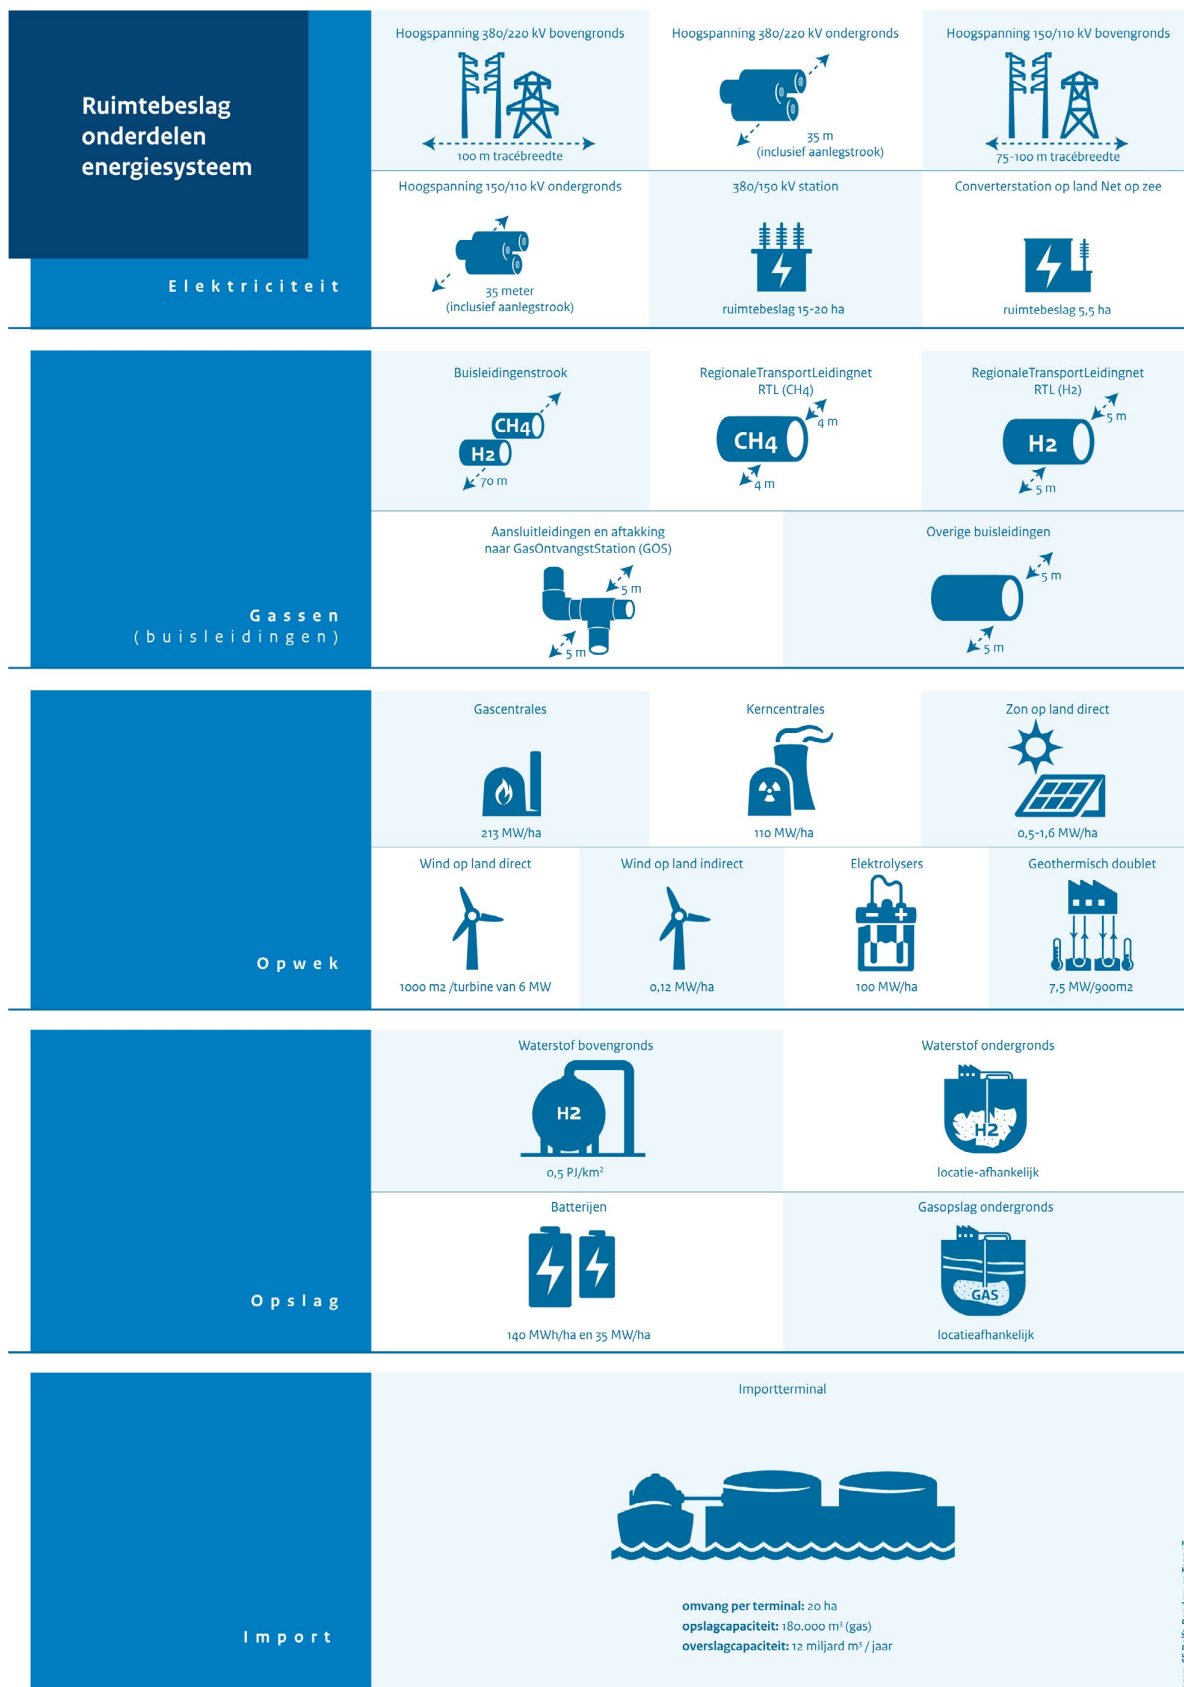 Ruimtebeslag
onderdelen
energiesysteem
Elektriciteit
Hoogspanning 380/220 kV bovengronds
100 m tracébreedte
Hoogspanning 380/220 kV ondergronds
35 m
(inclusief aanlegstrook)
Hoogspanning 150/110 kV bovengronds
75-100 m tracébreedte
Hoogspanning 150/110 kV ondergronds
35 meter
(inclusief aanlegstrook)
380/150 kV station
ruimtebeslag 15-20 ha
Converterstation op land Net op zee
ruimtebeslag 5,5 ha
Gassen
(buisleidingen)
Buisleidingenstrook
CH4
H2
70 m
RegionaleTransportLeidingnet
RTL (CH4)
4 m
CH4
4 m
RegionaleTransportLeidingnet
RTL (H2)
5 m
H2
5 m
Aansluitleidingen en aftakking
naar GasOntvangstStation (GOS)
5 m
5 m
Overige buisleidingen
5 m
5 m
Opwek
Gascentrales
213 MW/ha
Kerncentrales
110 MW/ha
Zon op land direct
0,5-1,6 MW/ha
Wind op land direct
1000 m2 /turbine van 6 MW
Wind op land indirect
0,12 MW/ha
Elektrolysers
100 MW/ha
Geothermisch doublet
7,5 MW/900m2
Opslag
Waterstof bovengronds
H2
0,5 PJ/km²
Waterstof ondergronds
H2
locatie-afhankelijk
Batterijen
140 MWh/ha en 35 MW/ha
Gasopslag ondergronds
GAS
locatieafhankelijk
Import
Importterminal
omvang per terminal: 20 ha
opslagcapaciteit: 180.000 m³ (gas)
overslagcapaciteit: 12 miljard m³ / jaar